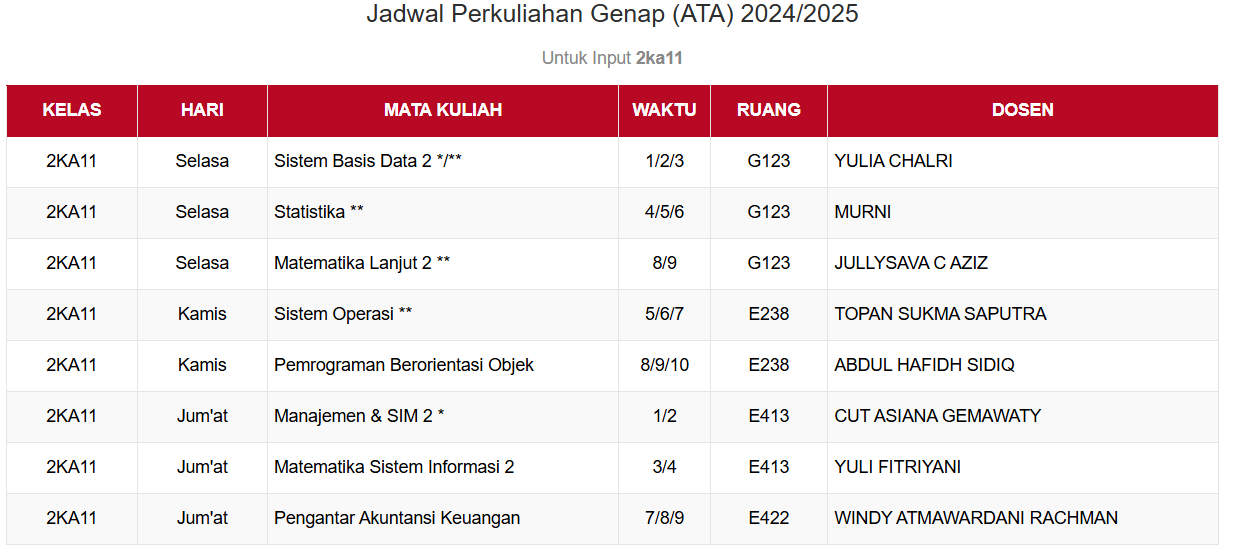 Jadwal Perkuliahan Genap (ATA) 2024/2025
Untuk Input 2ka11
KELAS HARI MATA KULIAH WAKTU RUANG DOSEN
2KA11 Selasa Sistem Basis Data 2 */** 1/2/3 G123 YULIA CHALRI
2KA11 Selasa Statistika ** 4/5/6 G123 MURNI
2KA11 Selasa Matematika Lanjut 2 ** 8/9 G123 JULLYSAVA C AZIZ
2KA11 Kamis Sistem Operasi ** 5/6/7 E238 TOPAN SUKMA SAPUTRA
2KA11 Kamis Pemrograman Berorientasi Objek 8/9/10 E238 ABDUL HAFIDH SIDIQ
2KA11 Jum'at Manajemen & SIM 2 * 1/2 E413 CUT ASIANA GEMAWATY
2KA11 Jum'at Matematika Sistem Informasi 2 3/4 E413 YULI FITRIYANI
2KA11 Jum'at Pengantar Akuntansi Keuangan 7/8/9 E422 WINDY ATMAWARDANI RACHMAN